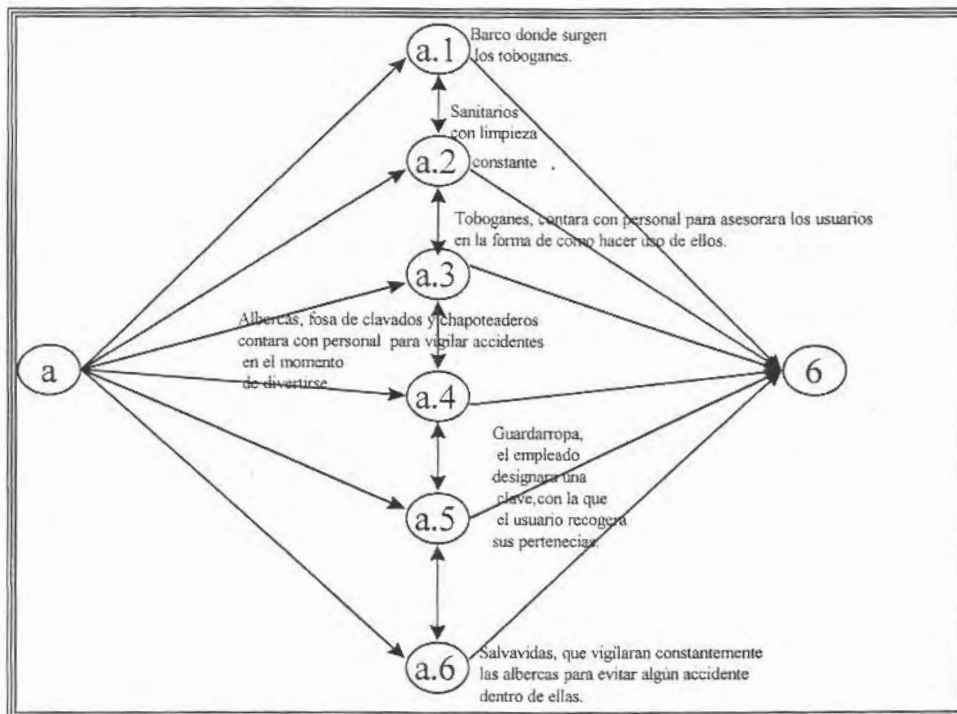 a.1
Barco donde surgen
los toboganes.
Sanitarios
con limpieza
a.2
constante .
Toboganes, contara con personal para asesorara los usuarios
en la forma de como hacer uso de ellos.
a.3
Albercas, fosa de clavados y chapoteaderos
contara con personal para vigilar accidentes
en el momento
de divertirse.
a
6
a.4
Guardarropa,
el empleado
designara una
clave,con la que
el usuario recogera
sus pertenecias.
a.5
a.6
Salvavidas, que vigilaran constantemente
las albercas para evitar algún accidente
dentro de ellas.